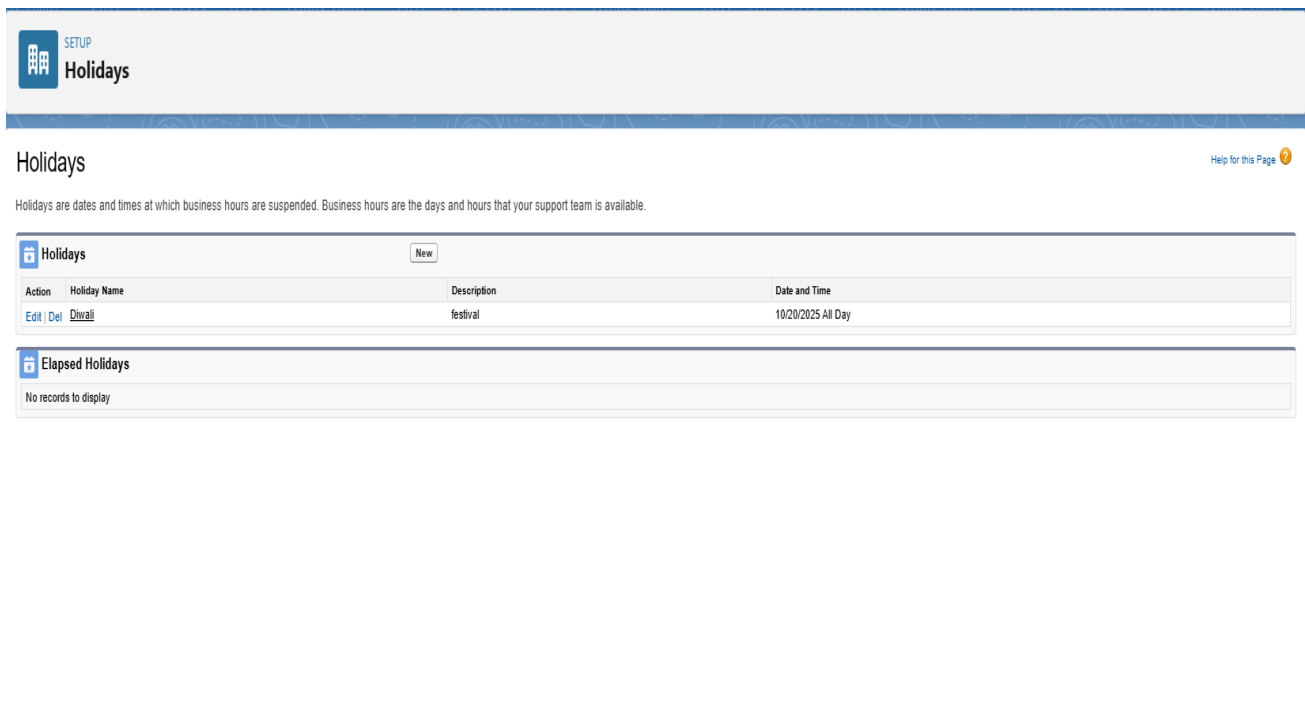 SETUP
Holidays
Holidays
Help for this Page ?
Holidays are dates and times at which business hours are suspended. Business hours are the days and hours that your support team is available.
Holidays New
Action Holiday Name Description Date and Time
Edit | Del Diwali festival 10/20/2025 All Day
Elapsed Holidays
No records to display